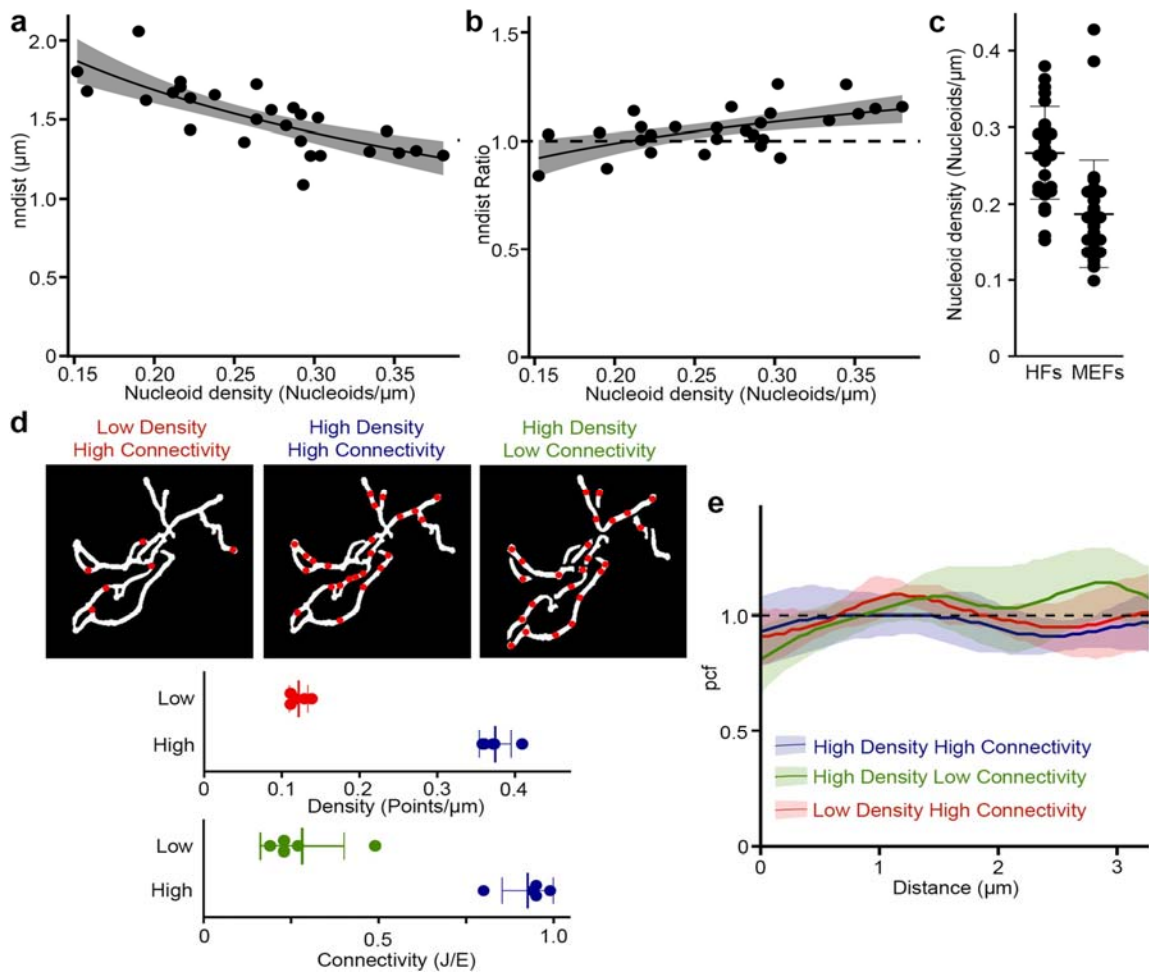 a
nndist (µm)
2.0
1.5
1.0
0.5
0
0.15
0.20
0.25
0.30
0.35
Nucleoid density (Nucleoids/µm)
b
nndist Ratio
1.5
1.0
0.5
0
0.15
0.20
0.25
0.30
0.35
Nucleoid density (Nucleoids/µm)
c
Nucleoid density (Nucleoids/µm)
0.4
0.3
0.2
0.1
0
HFs
MEFs
d
Low Density
High Connectivity
High Density
High Connectivity
High Density
Low Connectivity
Low
High
0
0.1
0.2
0.3
0.4
Density (Points/µm)
Low
High
0
0.5
1.0
Connectivity (J/E)
e
pcf
1.0
0.5
0
High Density High Connectivity
High Density Low Connectivity
Low Density High Connectivity
0
1
2
3
Distance (µm)